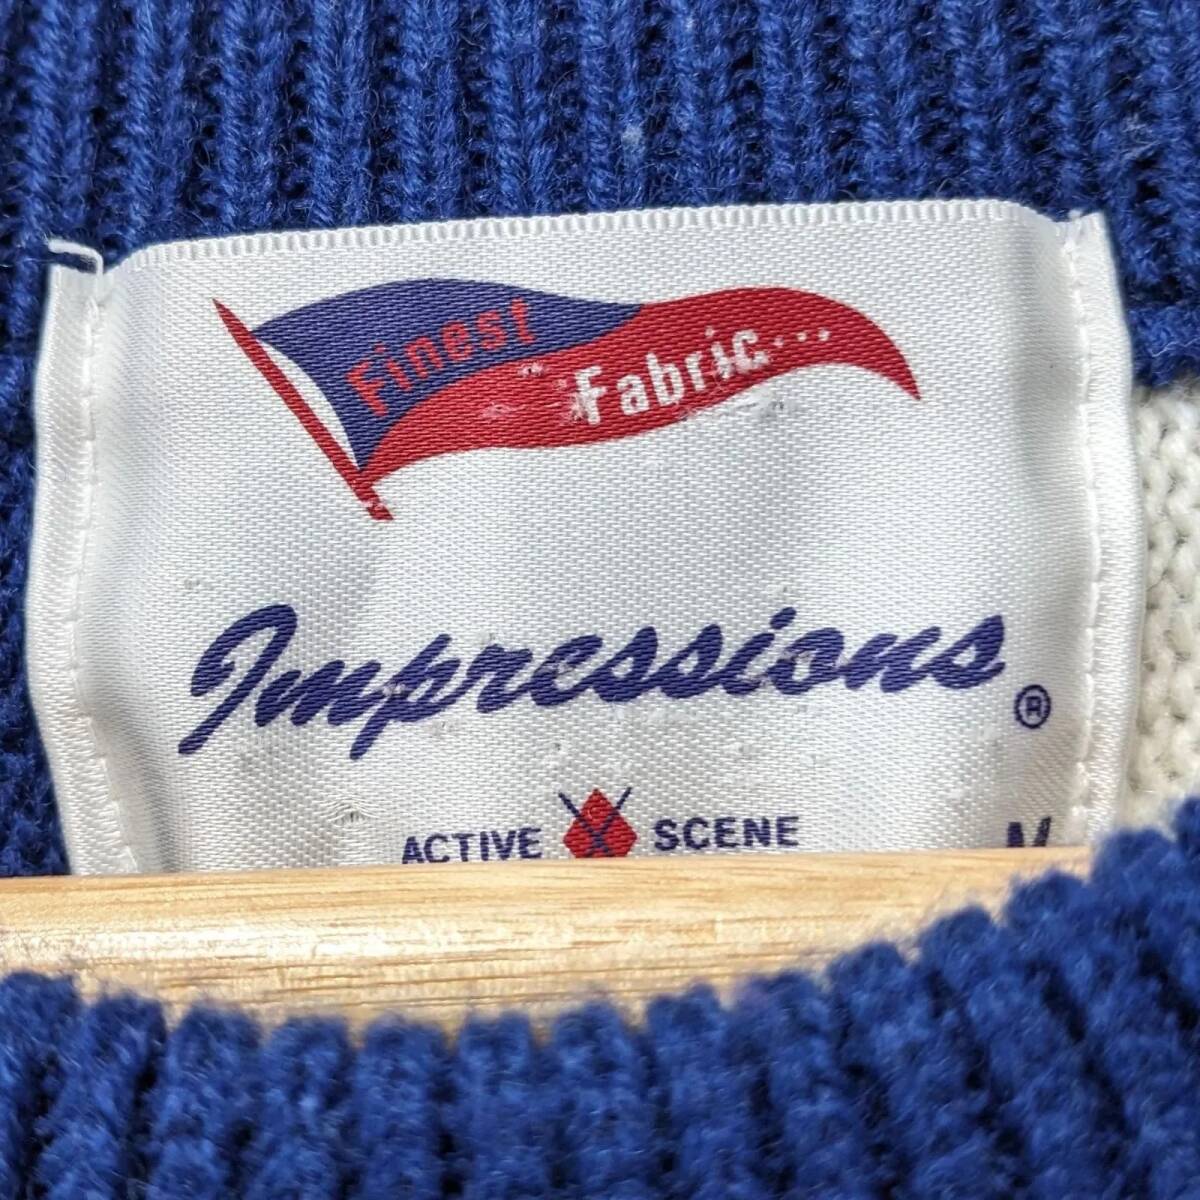 Finest Fabric...
Impressions®
ACTIVE SCENE M